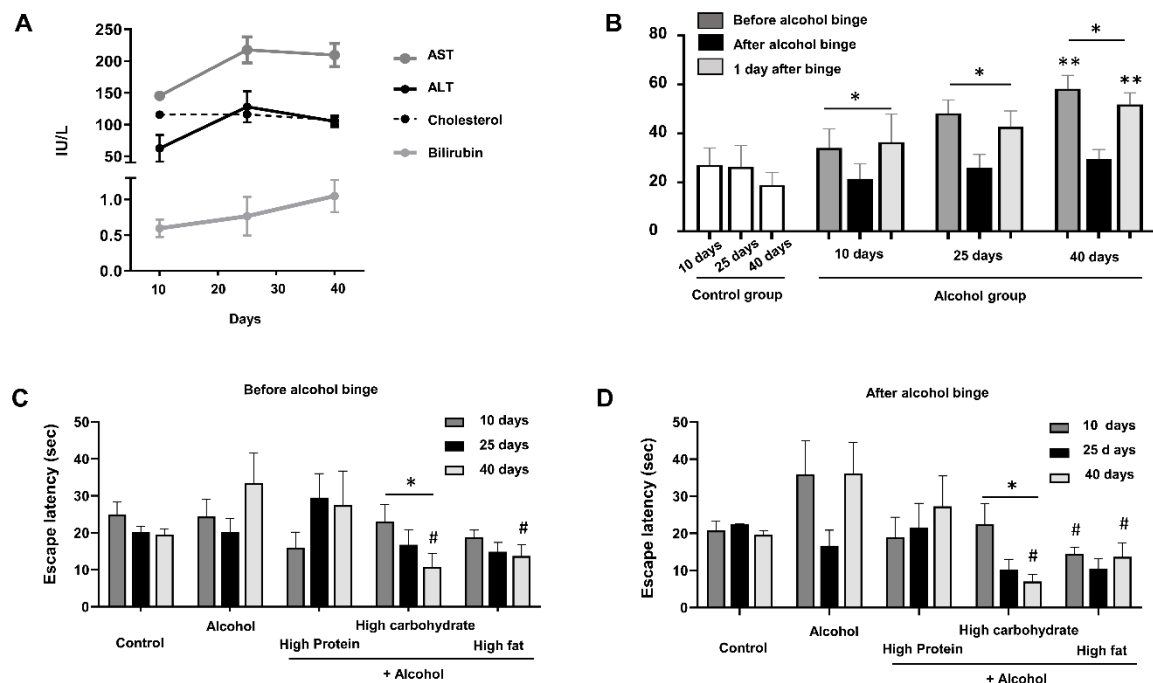 A
250
200
150
100
50
1.0
0.5
0.0
IU/L
10
20
30
40
Days
AST
ALT
Cholesterol
Bilirubin
B
Before alcohol binge
After alcohol binge
1 day after binge
80
60
40
20
0
*
*
*
**
**
10 days
25 days
40 days
10 days
25 days
40 days
Control group
Alcohol group
C
Before alcohol binge
Escape latency (sec)
50
40
30
20
10
0
10 days
25 days
40 days
*
#
#
Control
Alcohol
High Protein
High carbohydrate
High fat
+ Alcohol
D
After alcohol binge
Escape latency (sec)
50
40
30
20
10
0
10 days
25 d ays
40 days
*
#
#
#
Control
Alcohol
High Protein
High carbohydrate
High fat
+ Alcohol